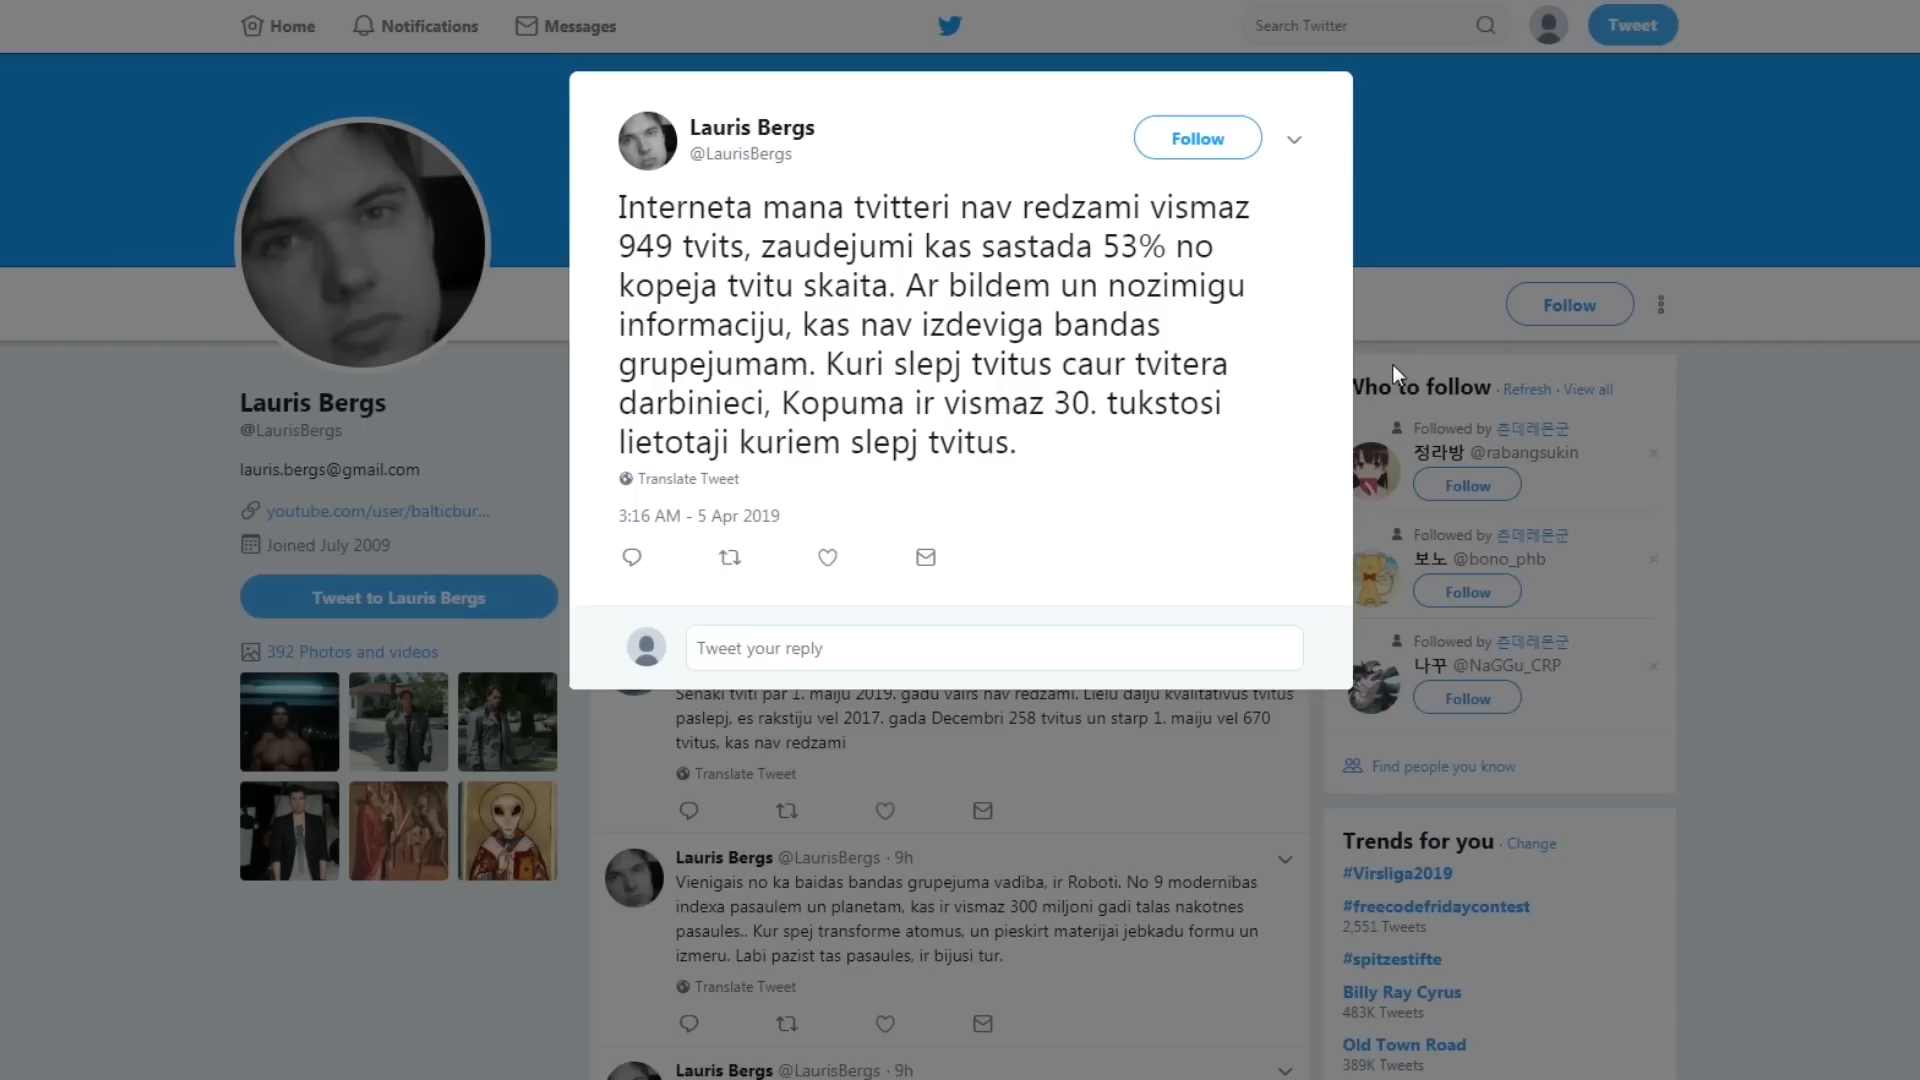 Home
Notifications
Messages
Search Twitter
Tweet
Lauris Bergs
@LaurisBergs
Follow
Interneta mana tvitteri nav redzami vismaz
949 tvits, zaudejumi kas sastada 53% no
kopeja tvitu skaita. Ar bildem un nozimigu
informaciju, kas nav izdeviga bandas
grupejumam. Kuri slepj tvitus caur tvitera
darbinieci, Kopuma ir vismaz 30. tukstosi
lietotaji kuriem slepj tvitus.
Translate Tweet
3:16 AM - 5 Apr 2019
Tweet your reply
Lauris Bergs
@LaurisBergs
lauris.bergs@gmail.com
youtube.com/user/balticbur...
Joined July 2009
Tweet to Lauris Bergs
392 Photos and videos
Senaki tviti par 1. maiju 2019. gadu vairs nav redzami. Lielu dalju kvalitativus tvitus
paslepj, es rakstiju vel 2017. gada Decembri 258 tvitus un starp 1. maiju vel 670
tvitus, kas nav redzami
Translate Tweet
Lauris Bergs @LaurisBergs · 9h
Vienigais no ka baidas bandas grupejuma vadiba, ir Roboti. No 9 modernibas
indexa pasaulem un planetam, kas ir vismaz 300 miljoni gadi talas nakotnes
pasaules.. Kur spej transforme atomus, un pieskirt materijai jebkadu formu un
izmeru. Labi pazist tas pasaules, ir bijusi tur.
Translate Tweet
Lauris Bergs @LaurisBergs · 9h
Follow
Who to follow · Refresh · View all
Followed by 츤데레몬군
정라방 @rabangsukin
Follow
Followed by 츤데레몬군
보노 @bono_phb
Follow
Followed by 츤데레몬군
나꾸 @NaGGu_CRP
Follow
Find people you know
Trends for you · Change
#Virsliga2019
#freecodefridaycontest
2,551 Tweets
#spitzestifte
Billy Ray Cyrus
483K Tweets
Old Town Road
389K Tweets